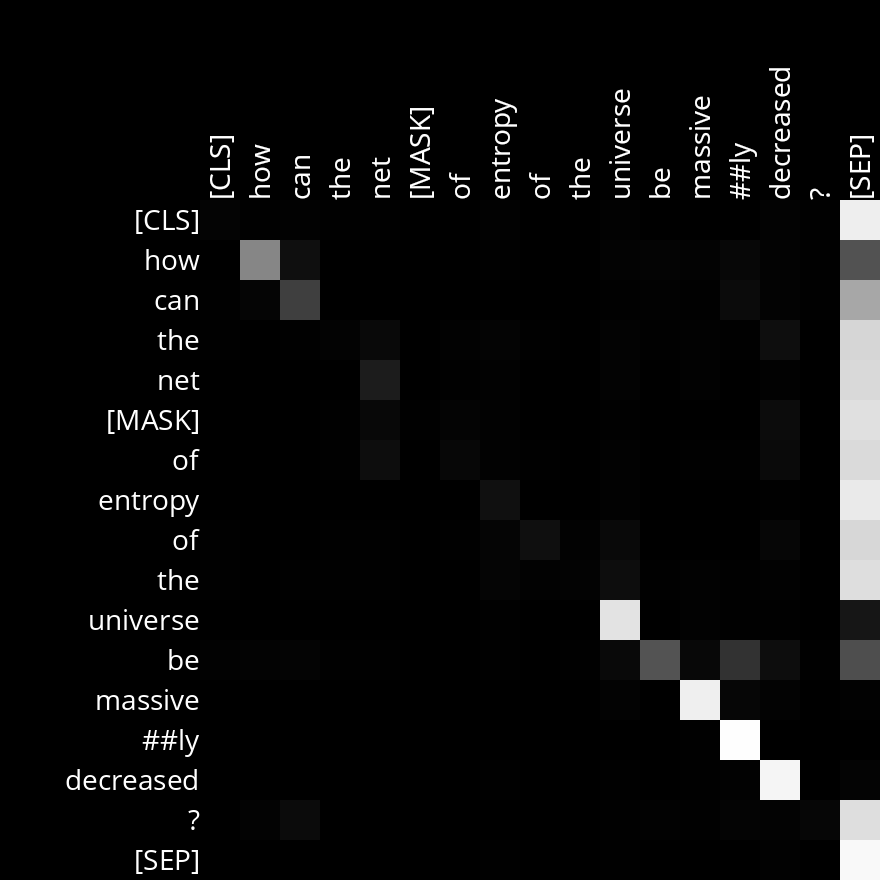 [CLS]
how
can
the
net
[MASK]
of
entropy
of
the
universe
be
massive
##ly
decreased
?
[SEP]
[CLS]
how
can
the
net
[MASK]
of
entropy
of
the
universe
be
massive
##ly
decreased
?
[SEP]